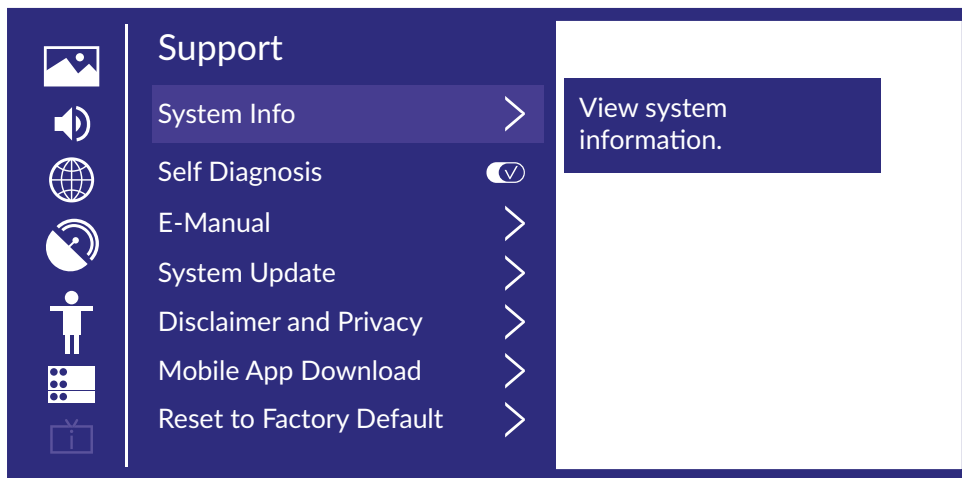 Support
System Info
View system
information.
Self Diagnosis
E-Manual
System Update
Disclaimer and Privacy
Mobile App Download
Reset to Factory Default